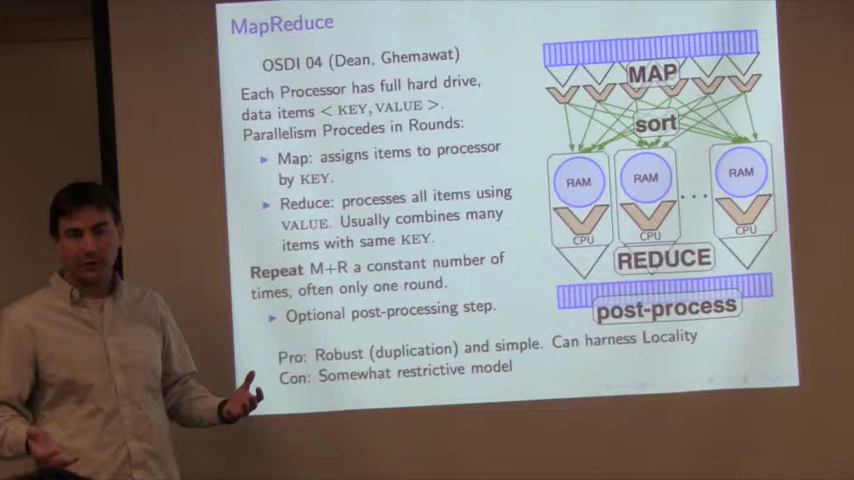 MapReduce
OSDI 04 (Dean, Ghemawat)
Each Processor has full hard drive,
data items < KEY, VALUE >.
Parallelism Procedes in Rounds:
Map: assigns items to processor
by KEY.
Reduce: processes all items using
VALUE. Usually combines many
items with same KEY.
Repeat M+R a constant number of
times, often only one round.
Optional post-processing step.
Pro: Robust (duplication) and simple. Can harness Locality
Con: Somewhat restrictive model
MAP
sort
RAM RAM RAM
CPU CPU CPU
REDUCE
post-process